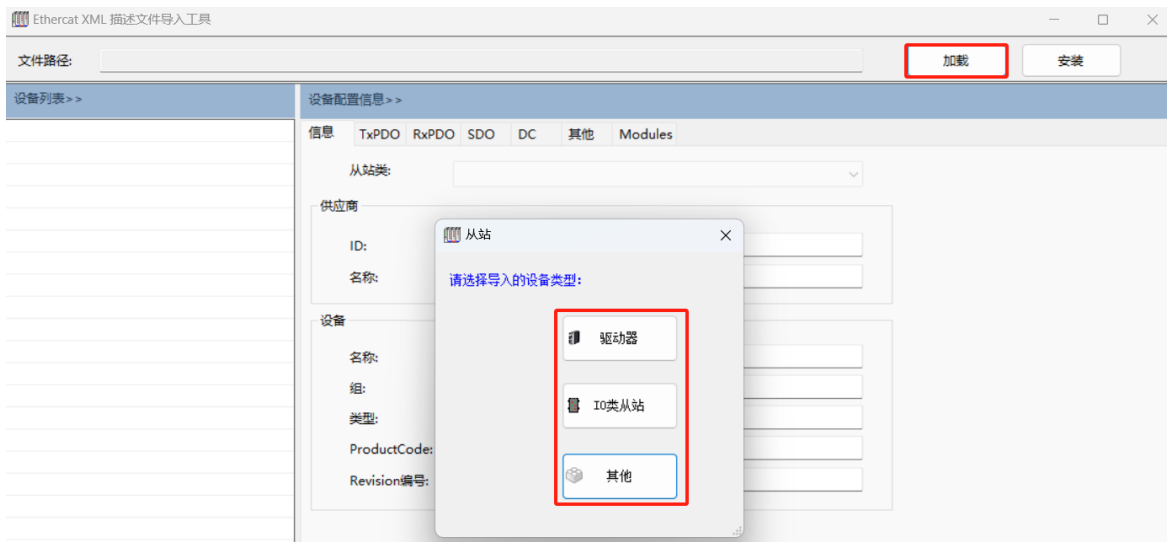 Ethercat XML 描述文件导入工具
文件路径:
加载
安装
设备列表>>
设备配置信息>>
信息 TxPDO RxPDO SDO DC 其他 Modules
从站类:
供应商
ID:
名称:
设备
名称:
组:
类型:
ProductCode:
Revision编号:
从站
请选择导入的设备类型:
驱动器
IO类从站
其他